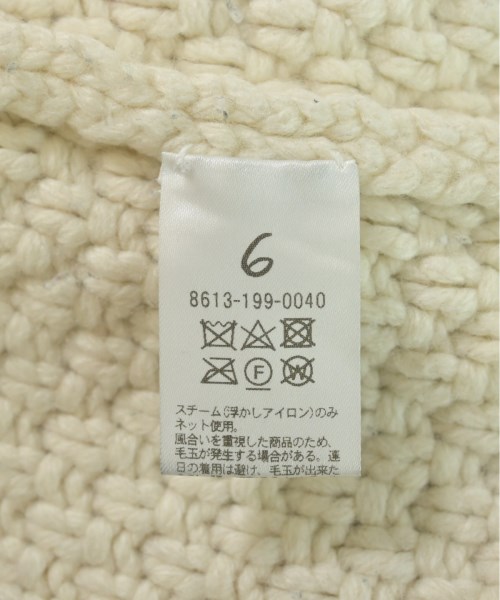 6
8613-199-0040
F
W
スチーム(浮かしアイロン)のみ
ネット使用。
風合いを重視した商品のため、
毛玉が発生する場合がある。連
日の着用は避け、毛玉が出来た